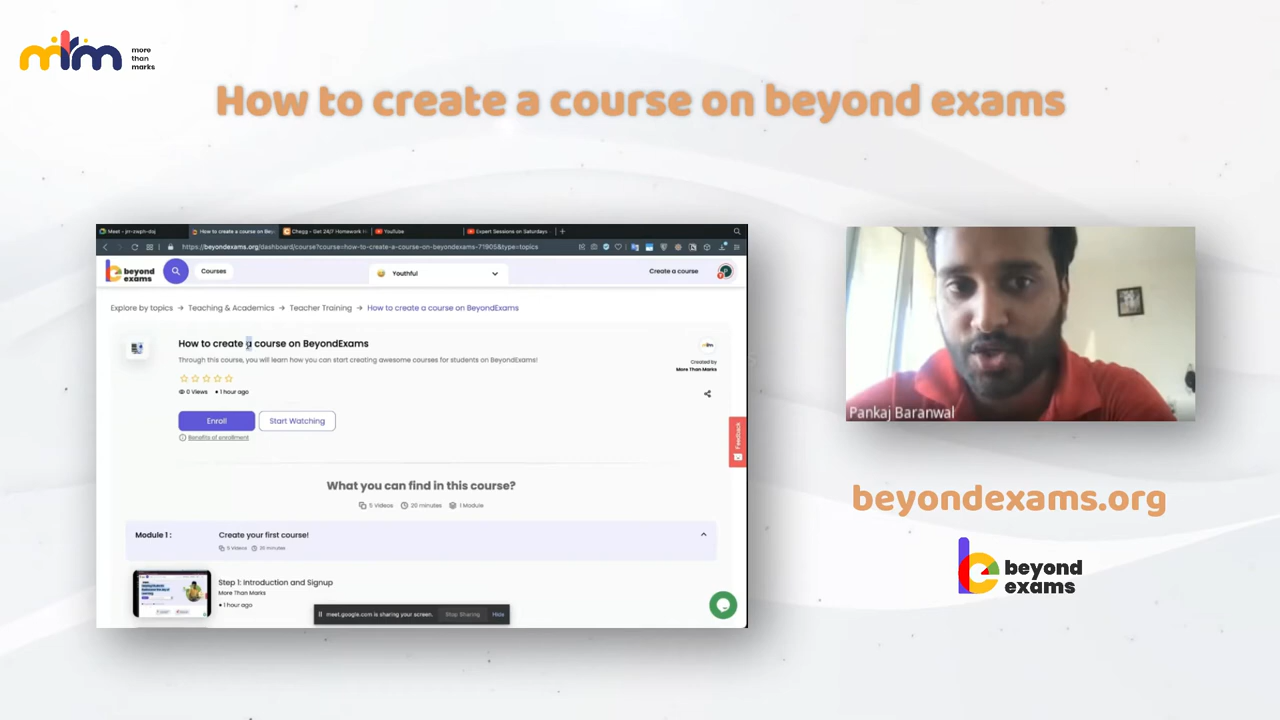 mtm
more
than
marks
How to create a course on beyond exams
How to create a course on Bey
Chegg - Get 24/7 Homework H
YouTube
Expert Sessions on Saturdays
https://beyondexams.org/dashboard/course?course=how-to-create-a-course-on-beyondexams-71905&type=topics
beyond
exams
Courses
Youthful
Create a course
Explore by topics → Teaching & Academics → Teacher Training → How to create a course on BeyondExams
How to create a course on BeyondExams
Through this course, you will learn how you can start creating awesome courses for students on BeyondExams!
Created by
More Than Marks
0 Views • 1 hour ago
Enroll
Start Watching
Benefits of enrollment
Feedback
What you can find in this course?
5 Videos 20 minutes 1 Module
Module 1 :
Create your first course!
5 Videos 20 minutes
Step 1: Introduction and Signup
More Than Marks
• 1 hour ago
meet.google.com is sharing your screen.
Stop Sharing
Hide
Pankaj Baranwal
beyondexams.org
beyond
exams